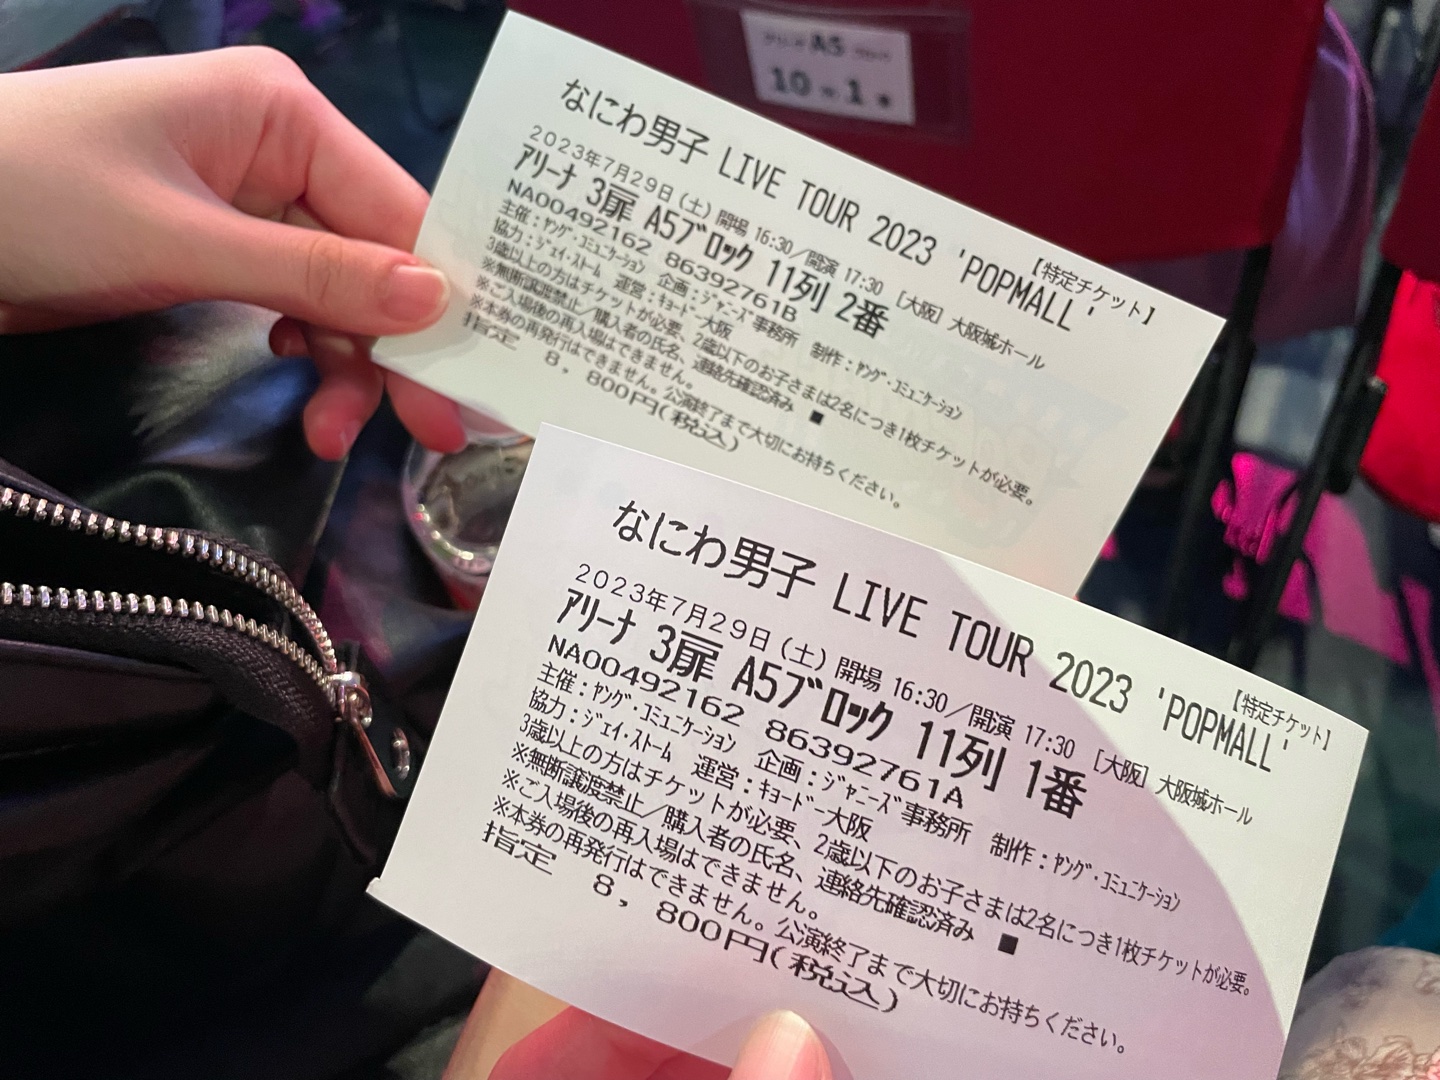 アリーナ A5 ブロック
10列 1番
なにわ男子 LIVE TOUR 2023 'POPMALL'
【特定チケット】
2023年7月29日(土) 開場 16:30/開演 17:30 [大阪] 大阪城ホール
アリーナ 3扉 A5ブロック 11列 2番
NA00492162 86392761B
主催:ヤング・コミュニケーション 企画:ジャニーズ事務所 制作:ヤング・コミュニケーション
協力:ジェイ・ストーム 運営:キョードー大阪
3歳以上の方はチケットが必要、2歳以下のお子さまは2名につき1枚チケットが必要。
※無断譲渡禁止/購入者の氏名、連絡先確認済み ■
※ご入場後の再入場はできません。
※本券の再発行はできません。公演終了まで大切にお持ちください。
指定 8,800円(税込)
なにわ男子 LIVE TOUR 2023 'POPMALL'
【特定チケット】
2023年7月29日(土) 開場 16:30/開演 17:30 [大阪] 大阪城ホール
アリーナ 3扉 A5ブロック 11列 1番
NA00492162 86392761A
主催:ヤング・コミュニケーション 企画:ジャニーズ事務所 制作:ヤング・コミュニケーション
協力:ジェイ・ストーム 運営:キョードー大阪
3歳以上の方はチケットが必要、2歳以下のお子さまは2名につき1枚チケットが必要。
※無断譲渡禁止/購入者の氏名、連絡先確認済み ■
※ご入場後の再入場はできません。
※本券の再発行はできません。公演終了まで大切にお持ちください。
指定 8,800円(税込)